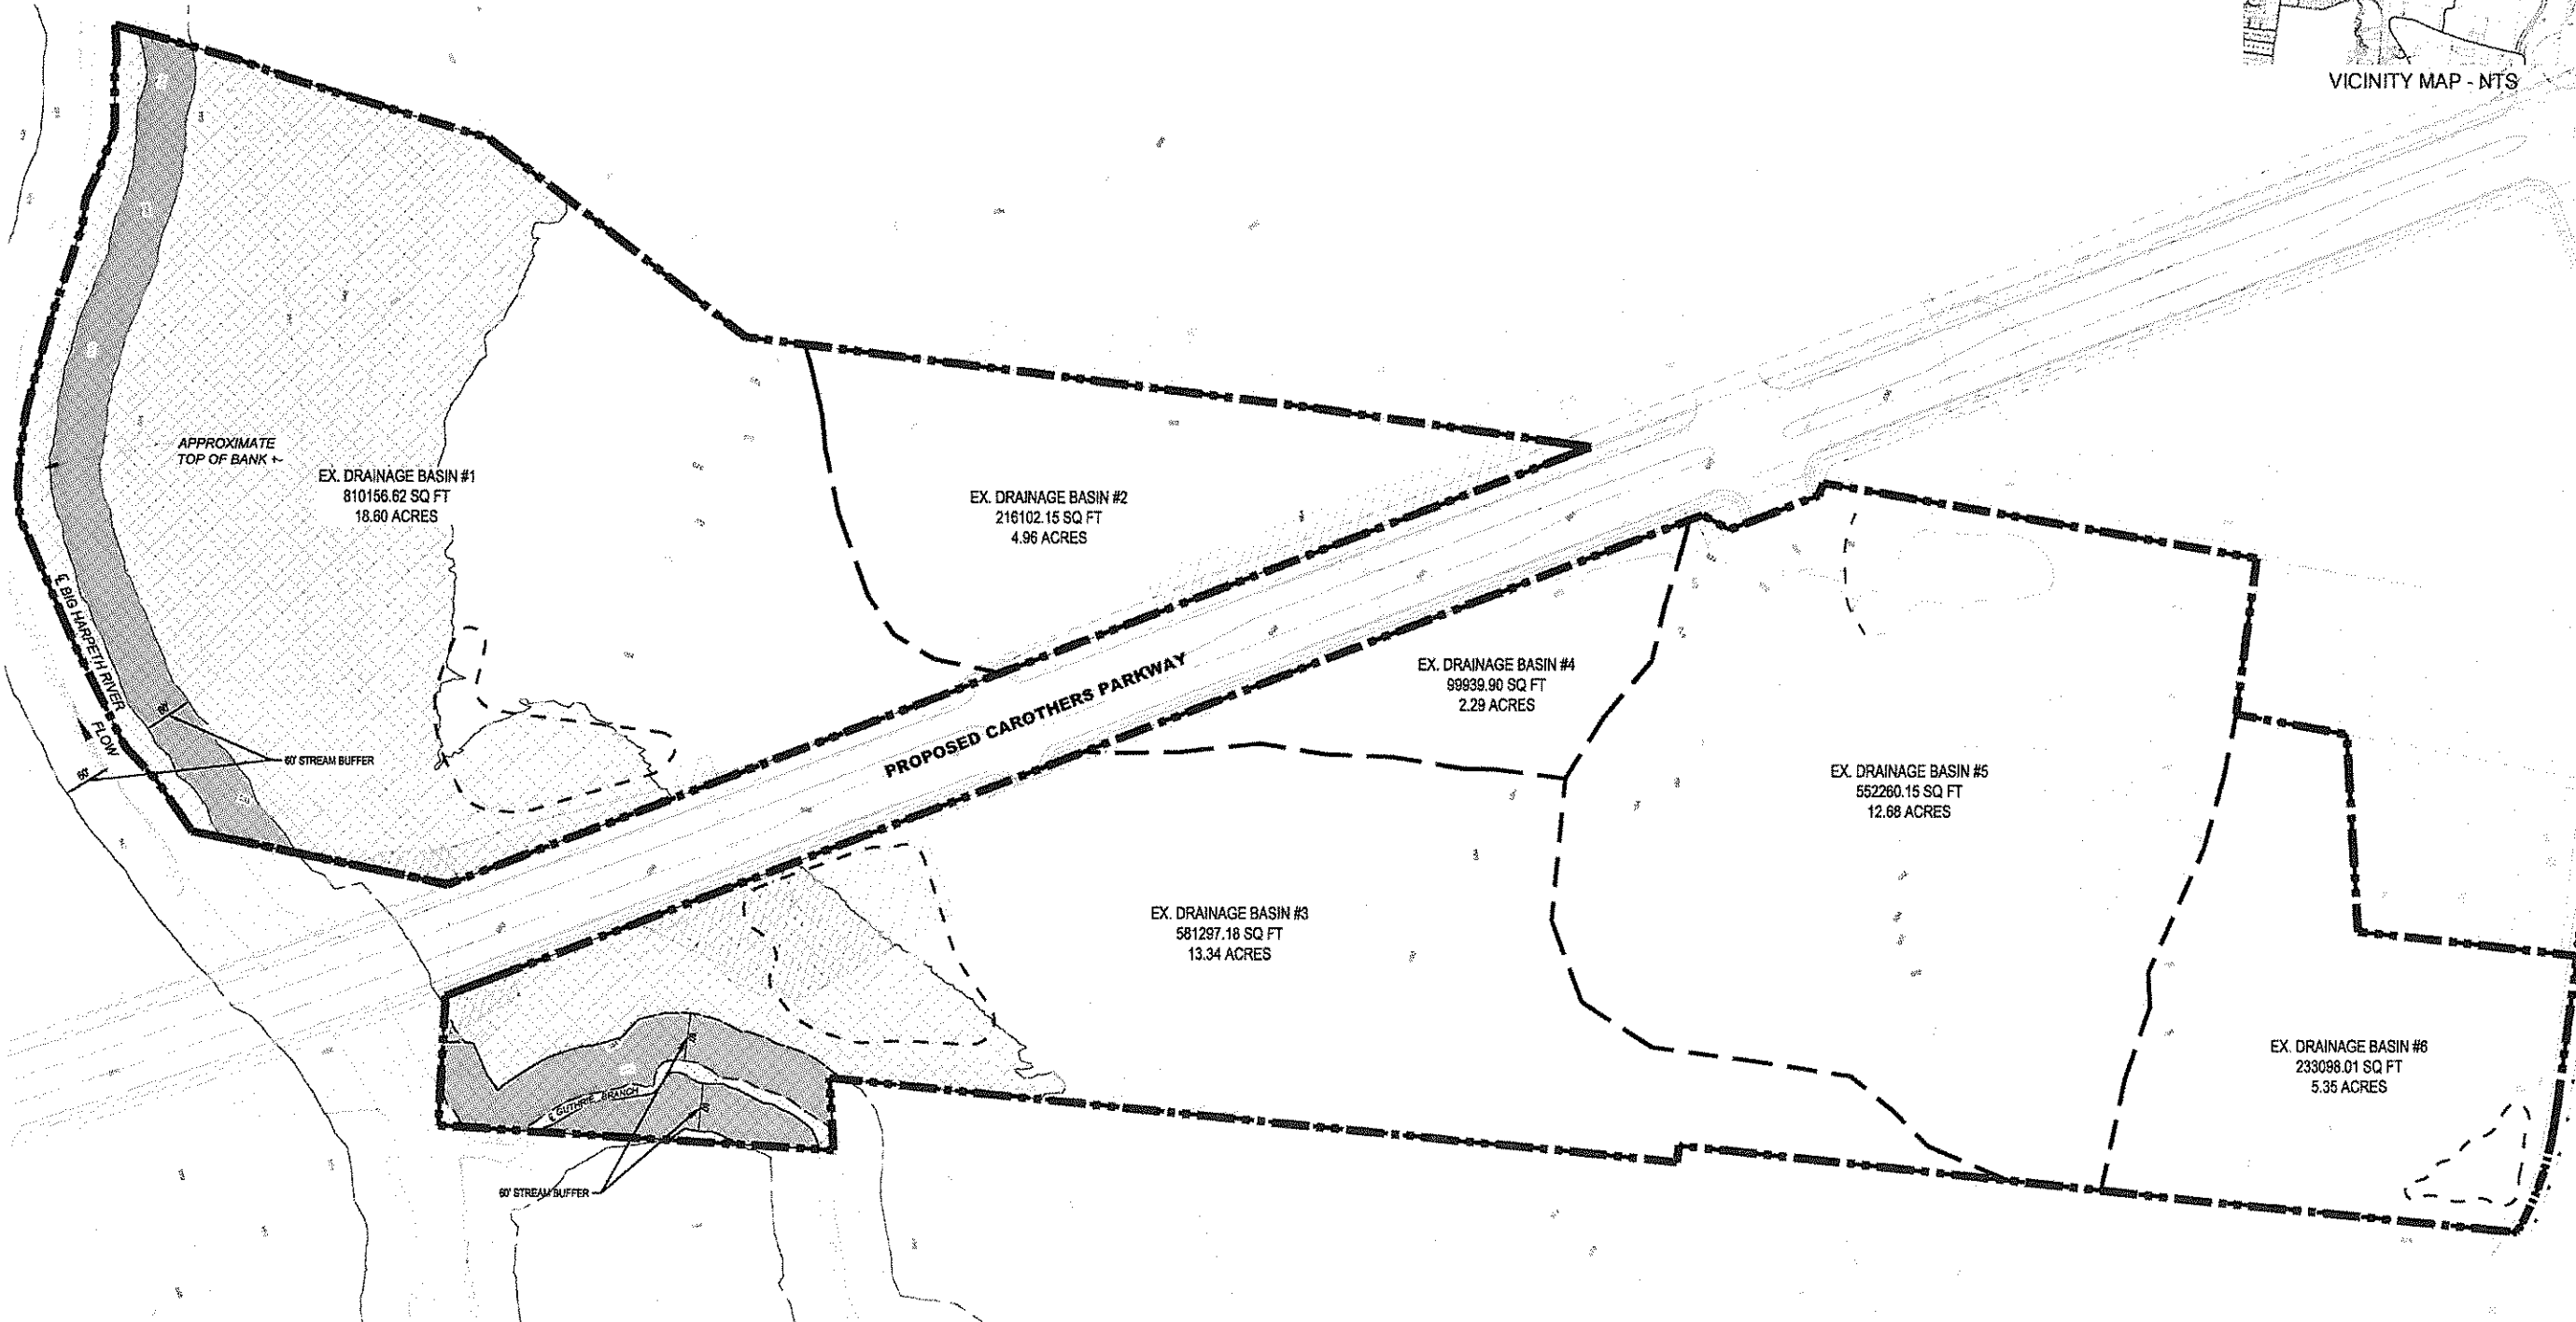 VICINITY MAP - NTS
APPROXIMATE
TOP OF BANK +-
EX. DRAINAGE BASIN #1
810156.62 SQ FT
18.60 ACRES
EX. DRAINAGE BASIN #2
216102.15 SQ FT
4.96 ACRES
℄ BIG HARPETH RIVER
FLOW
60'
60'
60' STREAM BUFFER
PROPOSED CAROTHERS PARKWAY
EX. DRAINAGE BASIN #4
99939.90 SQ FT
2.29 ACRES
EX. DRAINAGE BASIN #5
552260.15 SQ FT
12.68 ACRES
EX. DRAINAGE BASIN #3
581297.18 SQ FT
13.34 ACRES
EX. DRAINAGE BASIN #6
233098.01 SQ FT
5.35 ACRES
℄ GUTHRIE BRANCH
60' STREAM BUFFER